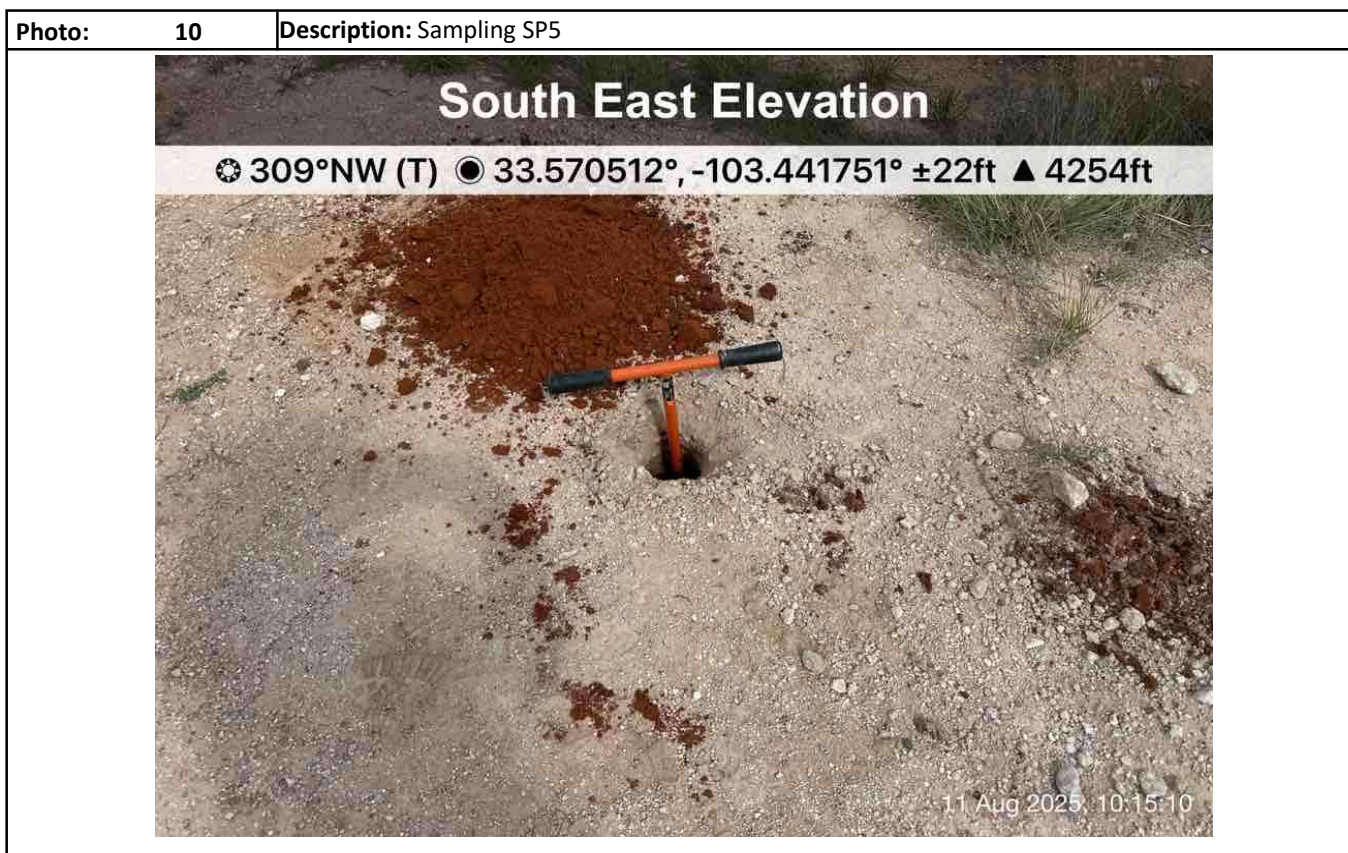 Photo: 10 Description: Sampling SP5
South East Elevation
309°NW (T) 33.570512°, -103.441751° ±22ft ▲ 4254ft
11 Aug 2025, 10:15:10